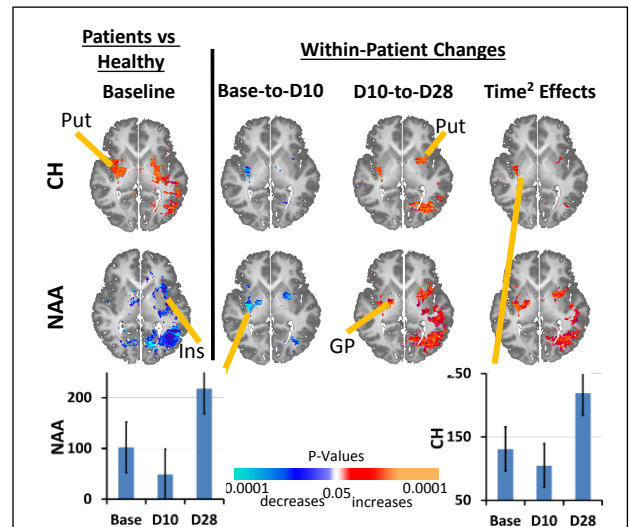 Patients vs
Healthy
Within-Patient Changes
Baseline
Base-to-D10
D10-to-D28
Time² Effects
Put
Put
CH
NAA
Ins
GP
200
100
0
NAA
Base D10 D28
P-Values
0.0001
0.05
0.0001
decreases
increases
50
150
50
CH
Base D10 D28